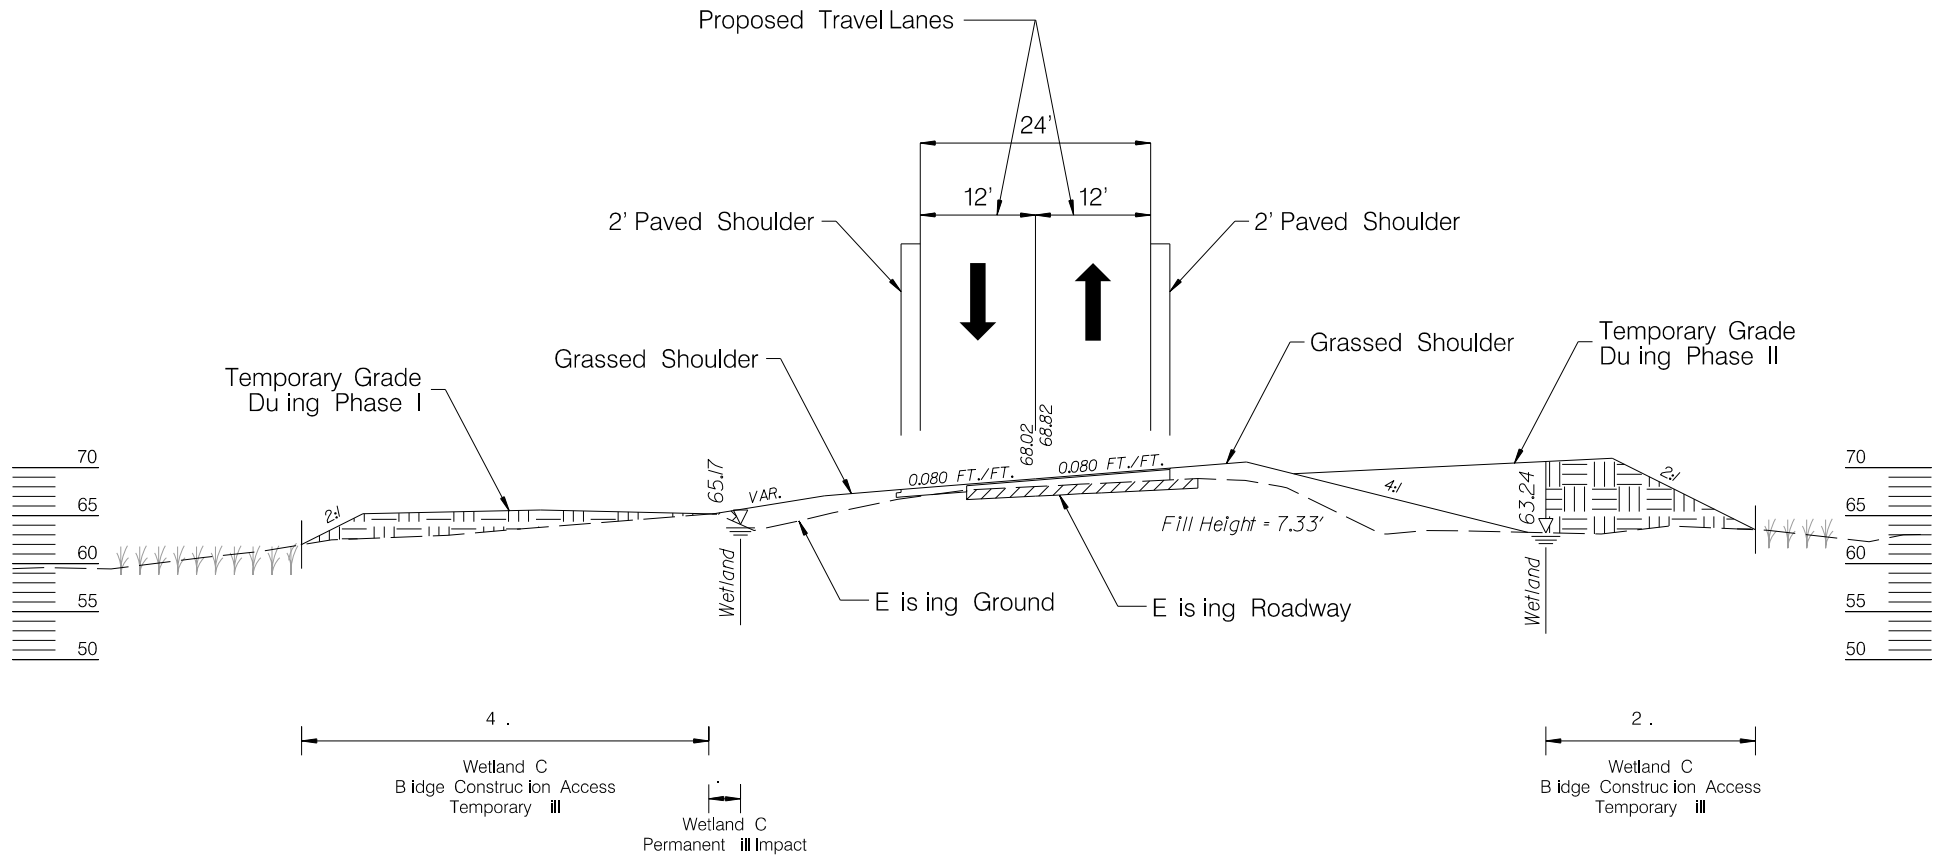 Proposed Travel Lanes
24'
12' 12'
2' Paved Shoulder
2' Paved Shoulder
Grassed Shoulder
Grassed Shoulder
Temporary Grade
Du ing Phase II
Temporary Grade
Du ing Phase I
68.02
68.82
70
65
60
55
50
2:1
65.17
VAR.
0.080 FT./FT.
0.080 FT./FT.
4:1
Fill Height = 7.33'
63.24
2:1
70
65
60
55
50
Wetland
Wetland
E is ing Ground
E is ing Roadway
4 .
Wetland C
B idge Construc ion Access
Temporary ill
.
Wetland C
Permanent ill Impact
2 .
Wetland C
B idge Construc ion Access
Temporary ill